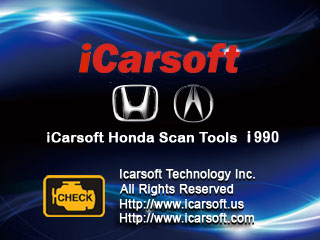 iCarsoft
iCarsoft Honda Scan Tools i990
Icarsoft Technology Inc.
CHECK
All Rights Reserved
Http://www.icarsoft.us
Http://www.icarsoft.com